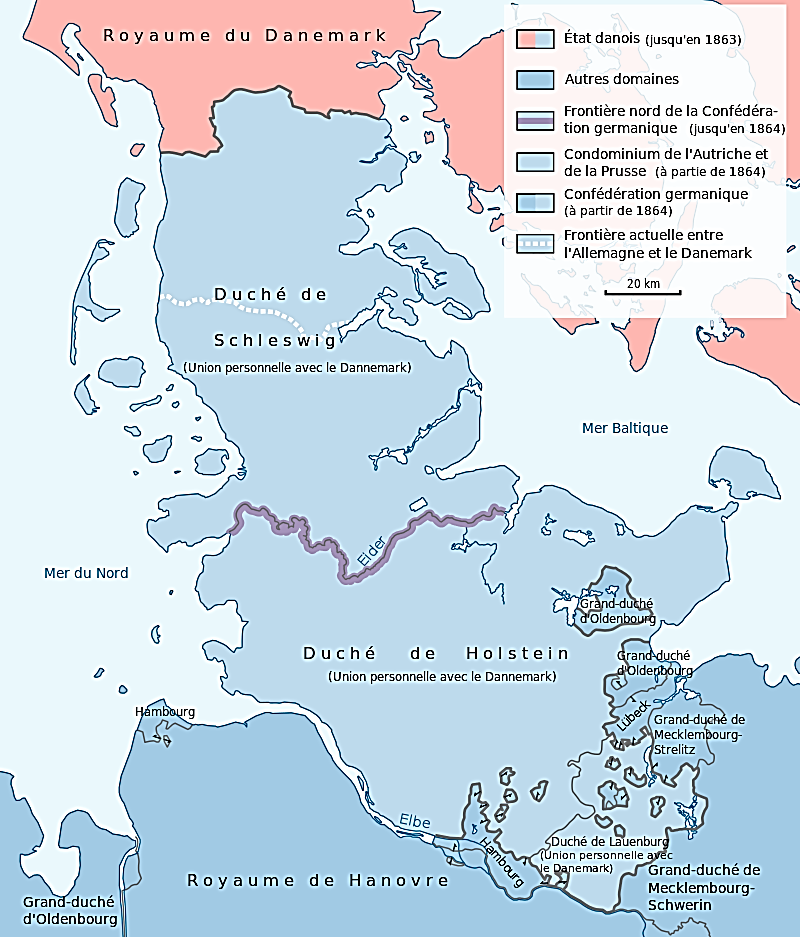 Royaume du Danemark
État danois (jusqu'en 1863)
Autres domaines
Frontière nord de la Confédéra-
tion germanique (jusqu'en 1864)
Condominium de l'Autriche et
de la Prusse (à partie de 1864)
Confédération germanique
(à partir de 1864)
Frontière actuelle entre
l'Allemagne et le Danemark
20 km
Duché de
Schleswig
(Union personnelle avec le Dannemark)
Mer Baltique
Eider
Mer du Nord
Grand-duché
d'Oldenbourg
Duché de Holstein
(Union personnelle avec le Dannemark)
Grand-duché
d'Oldenbourg
Hambourg
Lübeck
Grand-duché de
Mecklembourg-
Strelitz
Elbe
Hambourg
Duché de Lauenburg
(Union personnelle avec
le Danemark)
Royaume de Hanovre
Grand-duché de
Mecklembourg-
Schwerin
Grand-duché
d'Oldenbourg